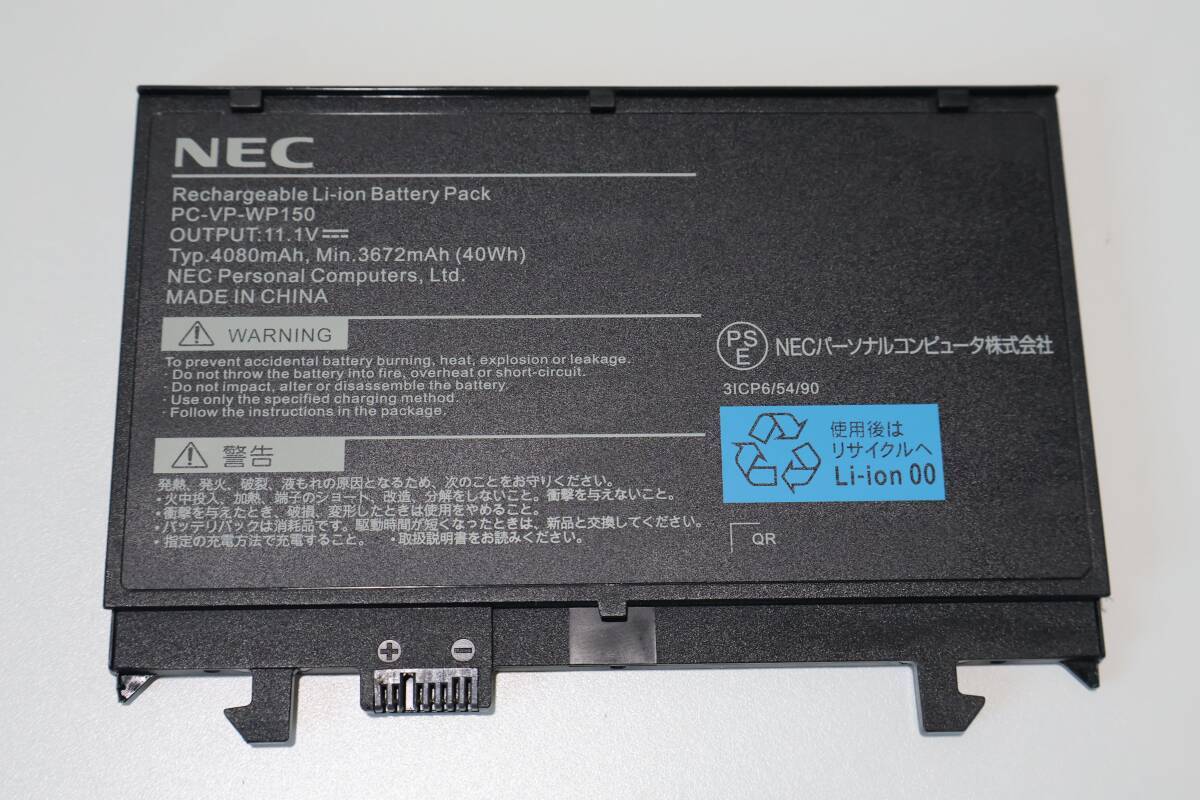 NEC
Rechargeable Li-ion Battery Pack
PC-VP-WP150
OUTPUT:11.1V⎓
Typ.4080mAh, Min.3672mAh (40Wh)
NEC Personal Computers, Ltd.
MADE IN CHINA
WARNING
To prevent accidental battery burning, heat, explosion or leakage.
· Do not throw the battery into fire, overheat or short-circuit.
· Do not impact, alter or disassemble the battery.
· Use only the specified charging method.
· Follow the instructions in the package.
警告
発熱、発火、破裂、液もれの原因となるため、次のことをお守りください。
・火中投入、加熱、端子のショート、改造、分解をしないこと。衝撃を与えないこと。
・衝撃を与えたとき、破損、変形したときは使用をやめること。
・バッテリパックは消耗品です。駆動時間が短くなったときは、新品と交換してください。
・指定の充電方法で充電すること。 ・取扱説明書をお読みください。
PS
E
NECパーソナルコンピュータ株式会社
3ICP6/54/90
使用後は
リサイクルへ
Li-ion 00
QR